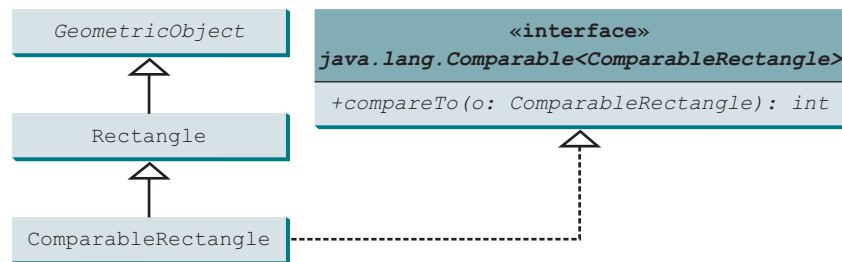 GeometricObject
Rectangle
ComparableRectangle
«interface»
java.lang.Comparable<ComparableRectangle>
+compareTo(o: ComparableRectangle): int